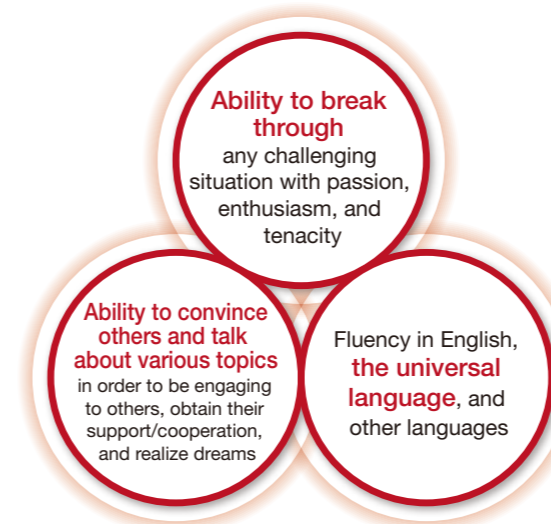 Ability to break
through
any challenging
situation with passion,
enthusiasm, and
tenacity
Ability to convince
others and talk
about various topics
in order to be engaging
to others, obtain their
support/cooperation,
and realize dreams
Fluency in English,
the universal
language, and
other languages